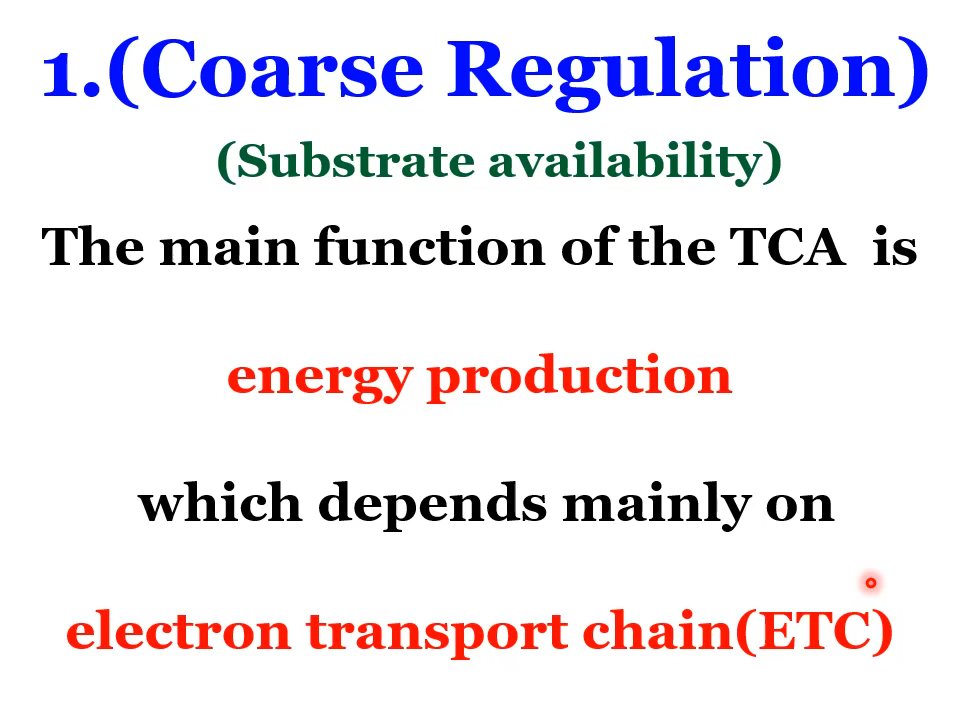 1.(Coarse Regulation)
(Substrate availability)
The main function of the TCA  is
energy production
which depends mainly on
electron transport chain(ETC)